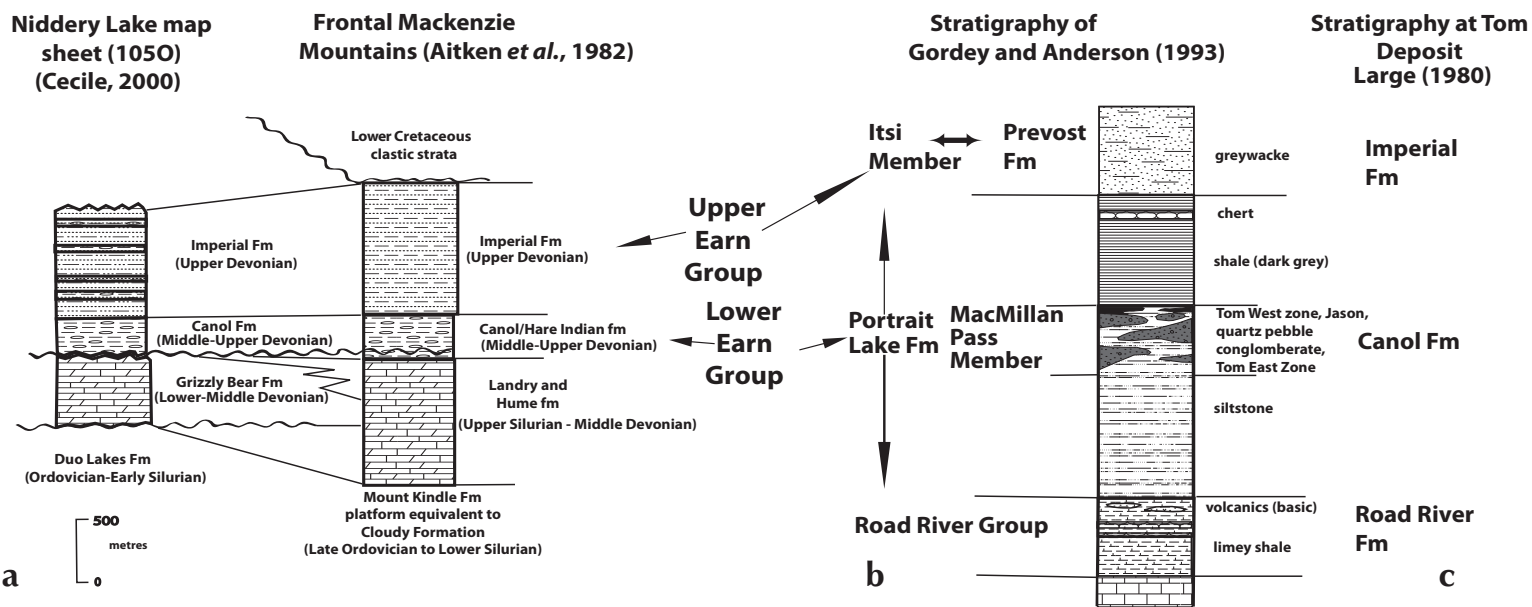 Niddery Lake map
sheet (105O)
(Cecile, 2000)
Frontal Mackenzie
Mountains (Aitken et al., 1982)
Stratigraphy of
Gordey and Anderson (1993)
Stratigraphy at Tom
Deposit
Large (1980)
Lower Cretaceous
clastic strata
Imperial Fm
(Upper Devonian)
Imperial Fm
(Upper Devonian)
Canol Fm
(Middle-Upper Devonian)
Canol/Hare Indian fm
(Middle-Upper Devonian)
Grizzly Bear Fm
(Lower-Middle Devonian)
Landry and
Hume fm
(Upper Silurian - Middle Devonian)
Duo Lakes Fm
(Ordovician-Early Silurian)
Mount Kindle Fm
platform equivalent to
Cloudy Formation
(Late Ordovician to Lower Silurian)
500
metres
0
a
Upper
Earn
Group
Lower
Earn
Group
Itsi
Member
Prevost
Fm
Portrait
Lake Fm
MacMillan
Pass
Member
Road River Group
b
greywacke
chert
shale (dark grey)
Tom West zone, Jason,
quartz pebble
conglomberate,
Tom East Zone
siltstone
volcanics (basic)
limey shale
Imperial
Fm
Canol Fm
Road River
Fm
c